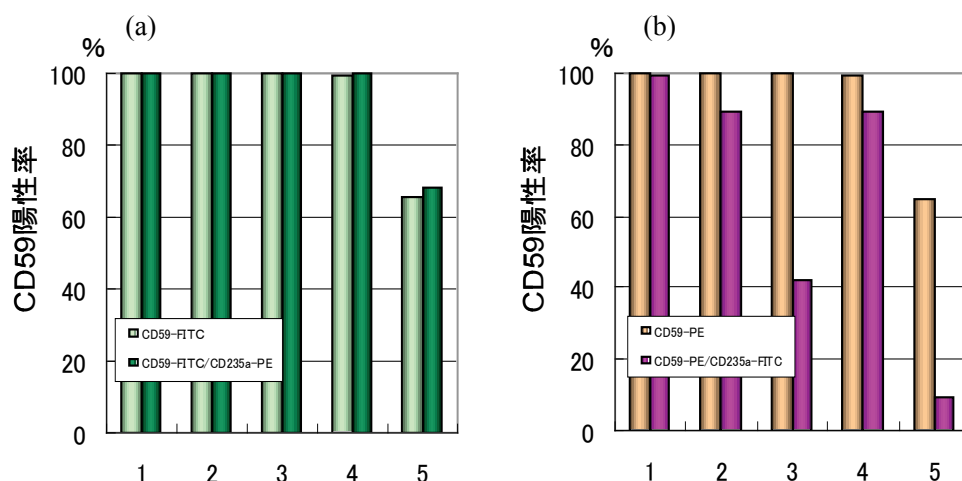 (a)
%
100
80
60
40
20
0
CD59陽性率
CD59-FITC
CD59-FITC/CD235a-PE
1 2 3 4 5
(b)
%
100
80
60
40
20
0
CD59陽性率
CD59-PE
CD59-PE/CD235a-FITC
1 2 3 4 5